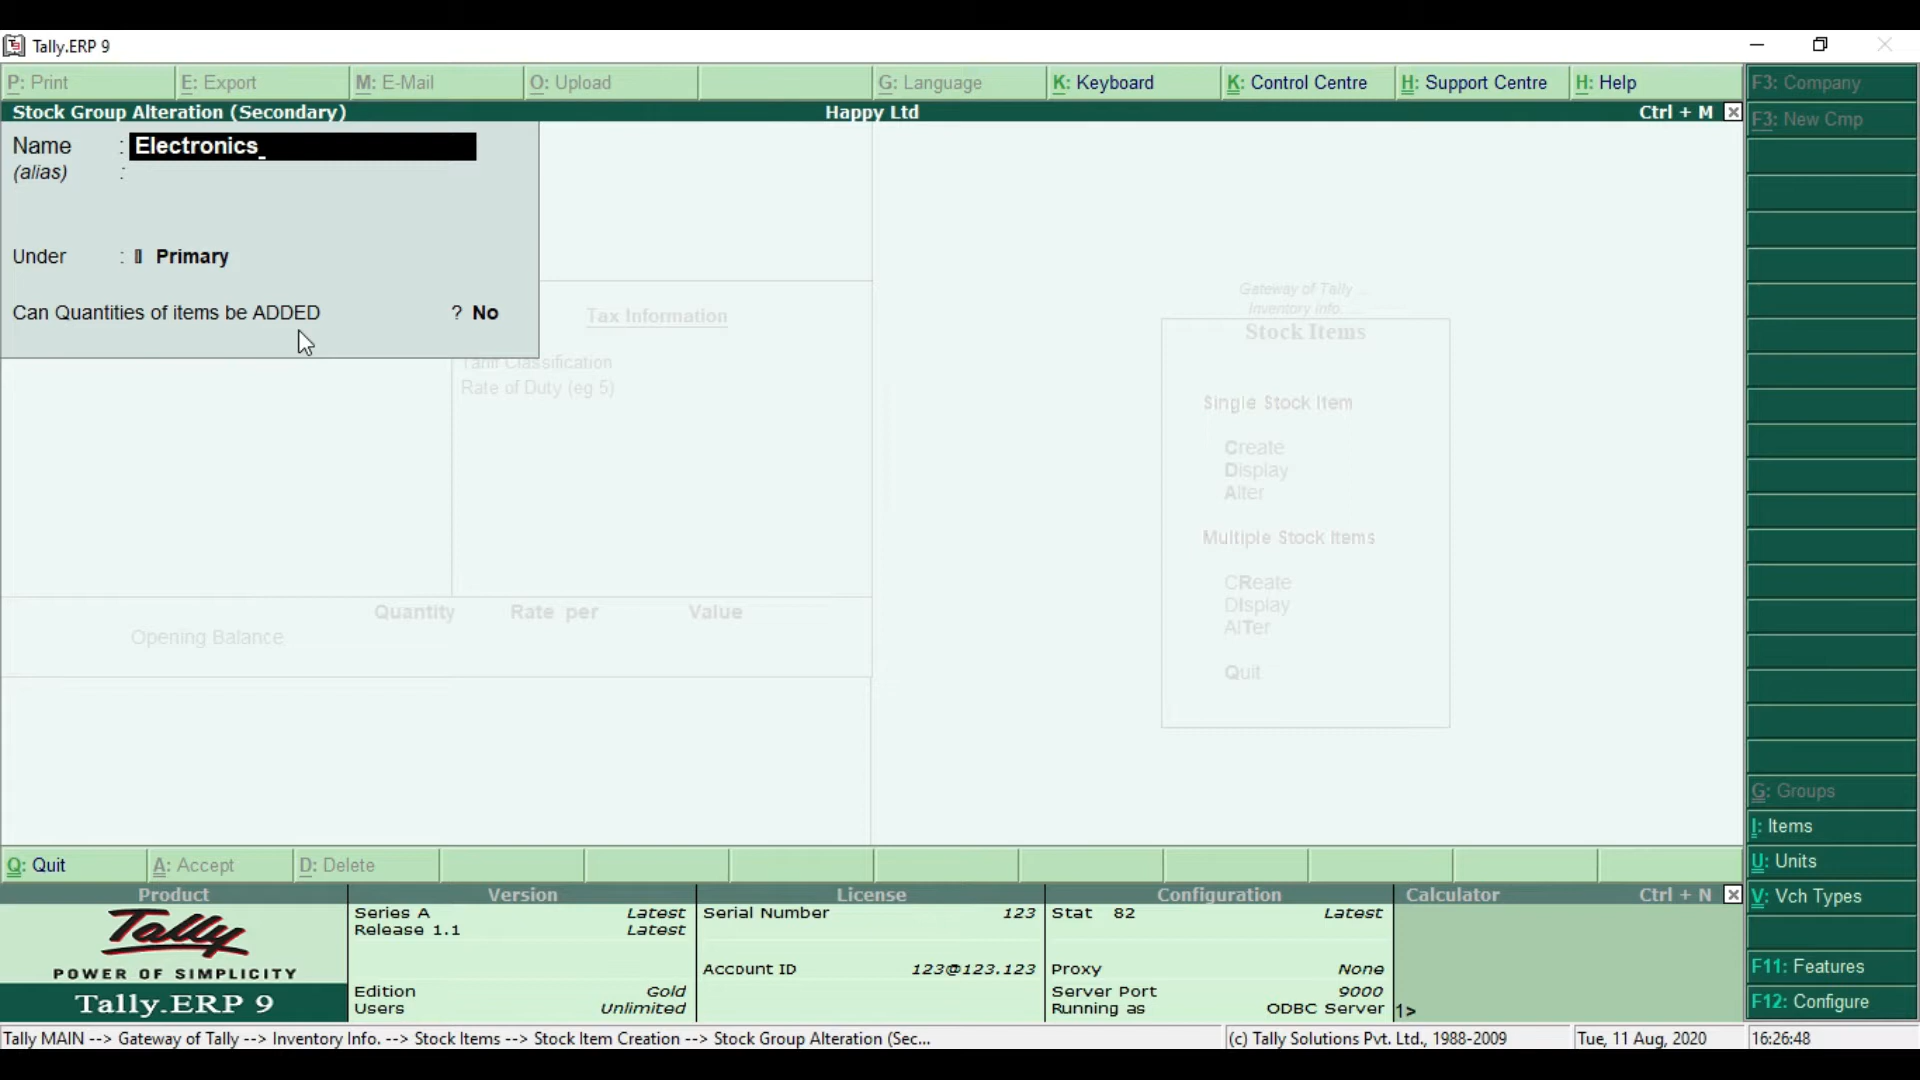 Tally.ERP 9
P: Print E: Export M: E-Mail O: Upload G: Language K: Keyboard K: Control Centre H: Support Centre H: Help
Stock Group Alteration (Secondary) Happy Ltd Ctrl + M
Name : Electronics_
(alias) :
Under : Primary
Can Quantities of items be ADDED ? No
Tax Information
Tariff Classification
Rate of Duty (eg 5)
Quantity Rate per Value
Opening Balance
Gateway of Tally ...
Inventory Info. ...
Stock Items
Single Stock Item
Create
Display
Alter
Multiple Stock Items
CReate
DIsplay
AlTer
Quit
F3: Company
F3: New Cmp
G: Groups
I: Items
U: Units
V: Vch Types
F11: Features
F12: Configure
Q: Quit A: Accept D: Delete
Product Version License Configuration Calculator Ctrl + N
Tally
POWER OF SIMPLICITY
Tally.ERP 9
Series A Latest
Release 1.1 Latest
Edition Gold
Users Unlimited
Serial Number 123
Account ID 123@123.123
Stat 82 Latest
Proxy None
Server Port 9000
Running as ODBC Server
1>
Tally MAIN --> Gateway of Tally --> Inventory Info. --> Stock Items --> Stock Item Creation --> Stock Group Alteration (Sec...
(c) Tally Solutions Pvt. Ltd., 1988-2009
Tue, 11 Aug, 2020
16:26:48